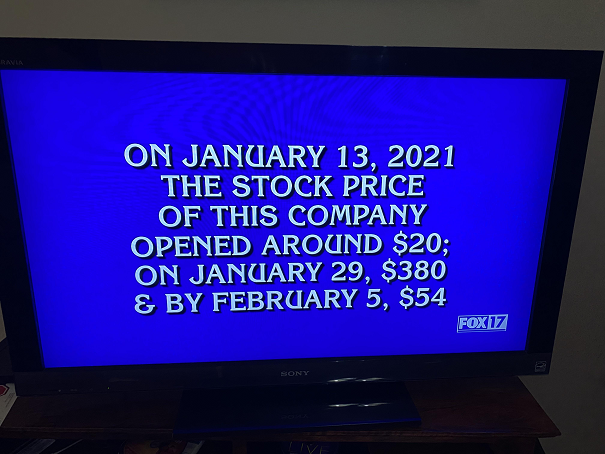 ON JANUARY 13, 2021
THE STOCK PRICE
OF THIS COMPANY
OPENED AROUND $20;
ON JANUARY 29, $380
& BY FEBRUARY 5, $54
FOX 17
SONY
LIVE